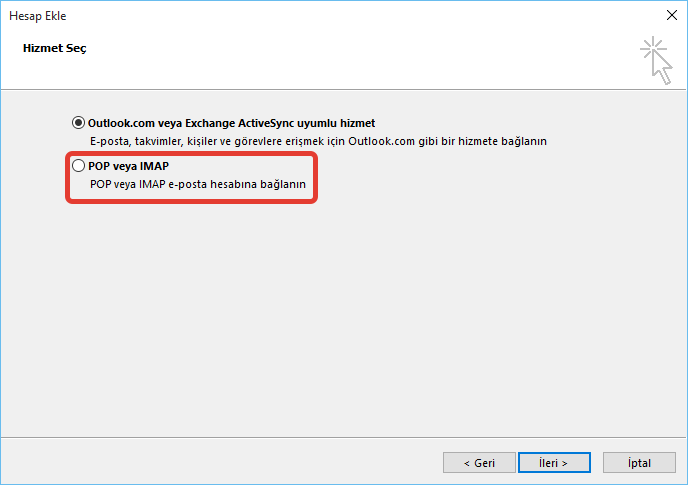 Hesap Ekle
Hizmet Seç
Outlook.com veya Exchange ActiveSync uyumlu hizmet
E-posta, takvimler, kişiler ve görevlere erişmek için Outlook.com gibi bir hizmete bağlanın
POP veya IMAP
POP veya IMAP e-posta hesabına bağlanın
< Geri
İleri >
İptal